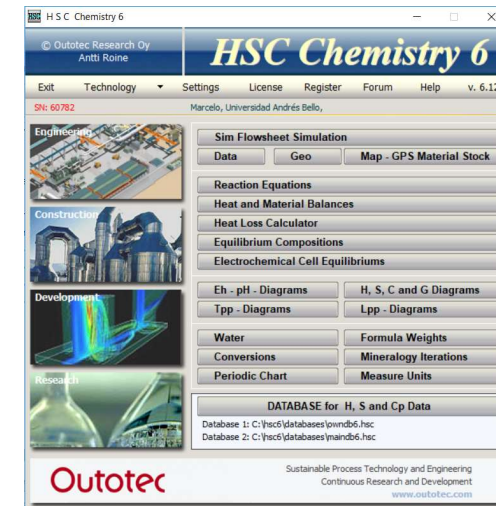 HSC H S C Chemistry 6
© Outotec Research Oy
Antti Roine
HSC Chemistry 6
Exit Technology Settings License Register Forum Help v. 6.12
SN: 60782 Marcelo, Universidad Andrés Bello,
Engineering
Sim Flowsheet Simulation
Data Geo Map - GPS Material Stock
Reaction Equations
Heat and Material Balances
Construction
Heat Loss Calculator
Equilibrium Compositions
Electrochemical Cell Equilibriums
Development
Eh - pH - Diagrams H, S, C and G Diagrams
Tpp - Diagrams Lpp - Diagrams
Water Formula Weights
Conversions Mineralogy Iterations
Research
Periodic Chart Measure Units
DATABASE for H, S and Cp Data
Database 1: C:\hsc6\databases\owndb6.hsc
Database 2: C:\hsc6\databases\maindb6.hsc
Outotec
Sustainable Process Technology and Engineering
Continuous Research and Development
www.outotec.com